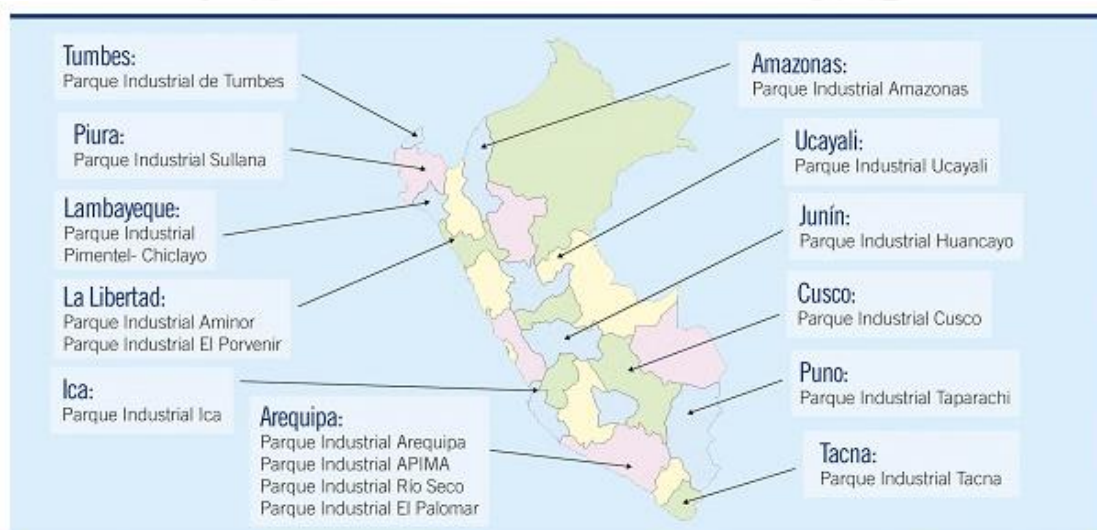 Tumbes:
Parque Industrial de Tumbes
Piura:
Parque Industrial Sullana
Lambayeque:
Parque Industrial
Pimentel- Chiclayo
La Libertad:
Parque Industrial Aminor
Parque Industrial El Porvenir
Ica:
Parque Industrial Ica
Arequipa:
Parque Industrial Arequipa
Parque Industrial APIMA
Parque Industrial Río Seco
Parque Industrial El Palomar
Amazonas:
Parque Industrial Amazonas
Ucayali:
Parque Industrial Ucayali
Junín:
Parque Industrial Huancayo
Cusco:
Parque Industrial Cusco
Puno:
Parque Industrial Taparachi
Tacna:
Parque Industrial Tacna